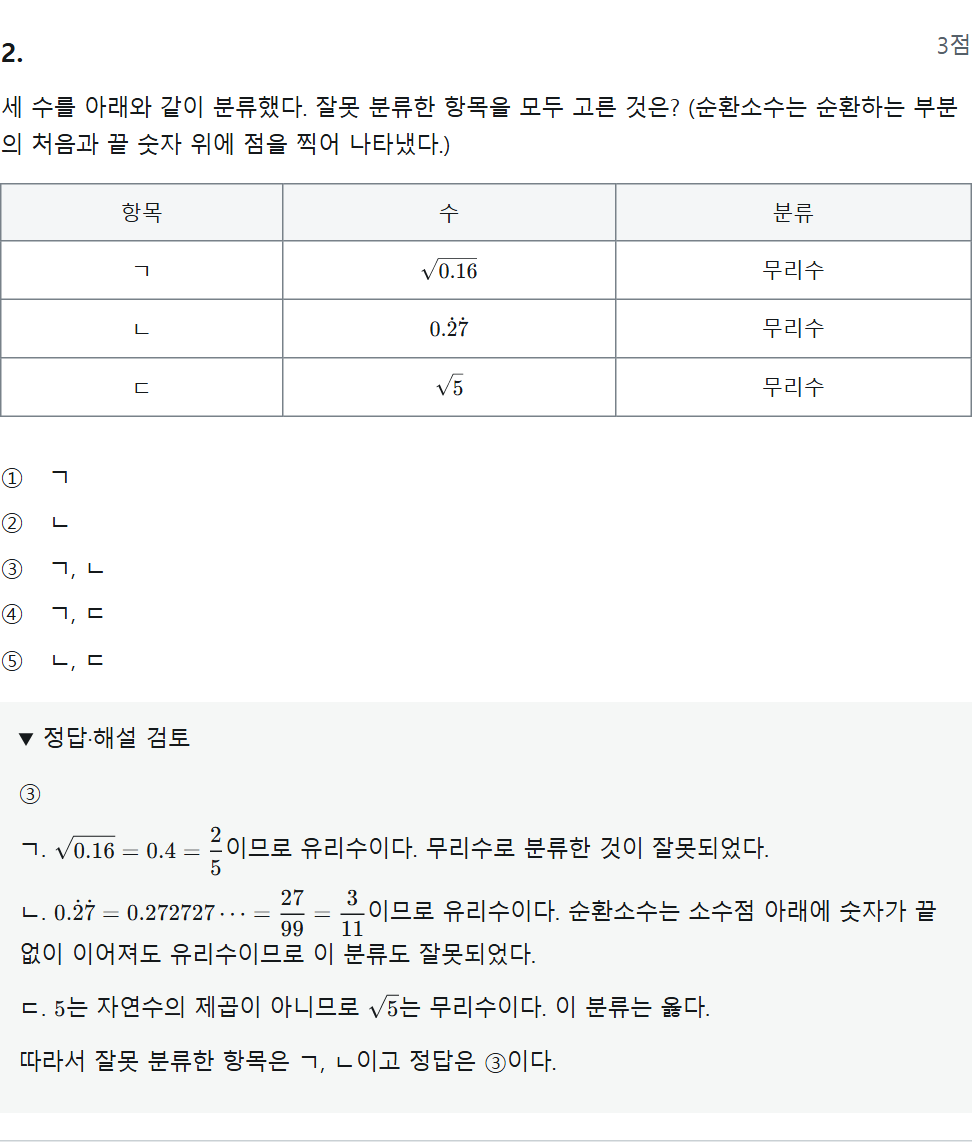 3점
2.
세 수를 아래와 같이 분류했다. 잘못 분류한 항목을 모두 고른 것은? (순환소수는 순환하는 부분
의 처음과 끝 숫자 위에 점을 찍어 나타냈다.)
항목 수 분류
ㄱ √0.16 무리수
ㄴ 0.2̇7̇ 무리수
ㄷ √5 무리수
① ㄱ
② ㄴ
③ ㄱ, ㄴ
④ ㄱ, ㄷ
⑤ ㄴ, ㄷ
▼ 정답·해설 검토
③
ㄱ. √0.16 = 0.4 = 2/5이므로 유리수이다. 무리수로 분류한 것이 잘못되었다.
ㄴ. 0.2̇7̇ = 0.272727⋯ = 27/99 = 3/11이므로 유리수이다. 순환소수는 소수점 아래에 숫자가 끝
없이 이어져도 유리수이므로 이 분류도 잘못되었다.
ㄷ. 5는 자연수의 제곱이 아니므로 √5는 무리수이다. 이 분류는 옳다.
따라서 잘못 분류한 항목은 ㄱ, ㄴ이고 정답은 ③이다.